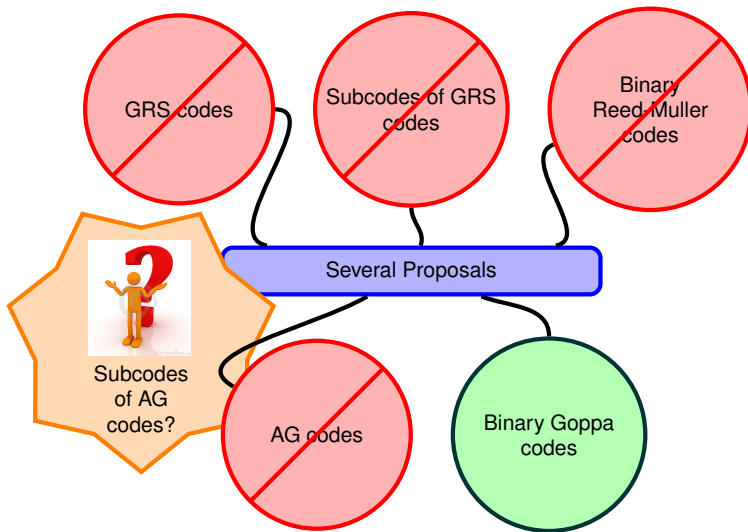 GRS codes
Subcodes of GRS
codes
Binary
Reed-Muller
codes
Several Proposals
Subcodes
of AG
codes?
AG codes
Binary Goppa
codes